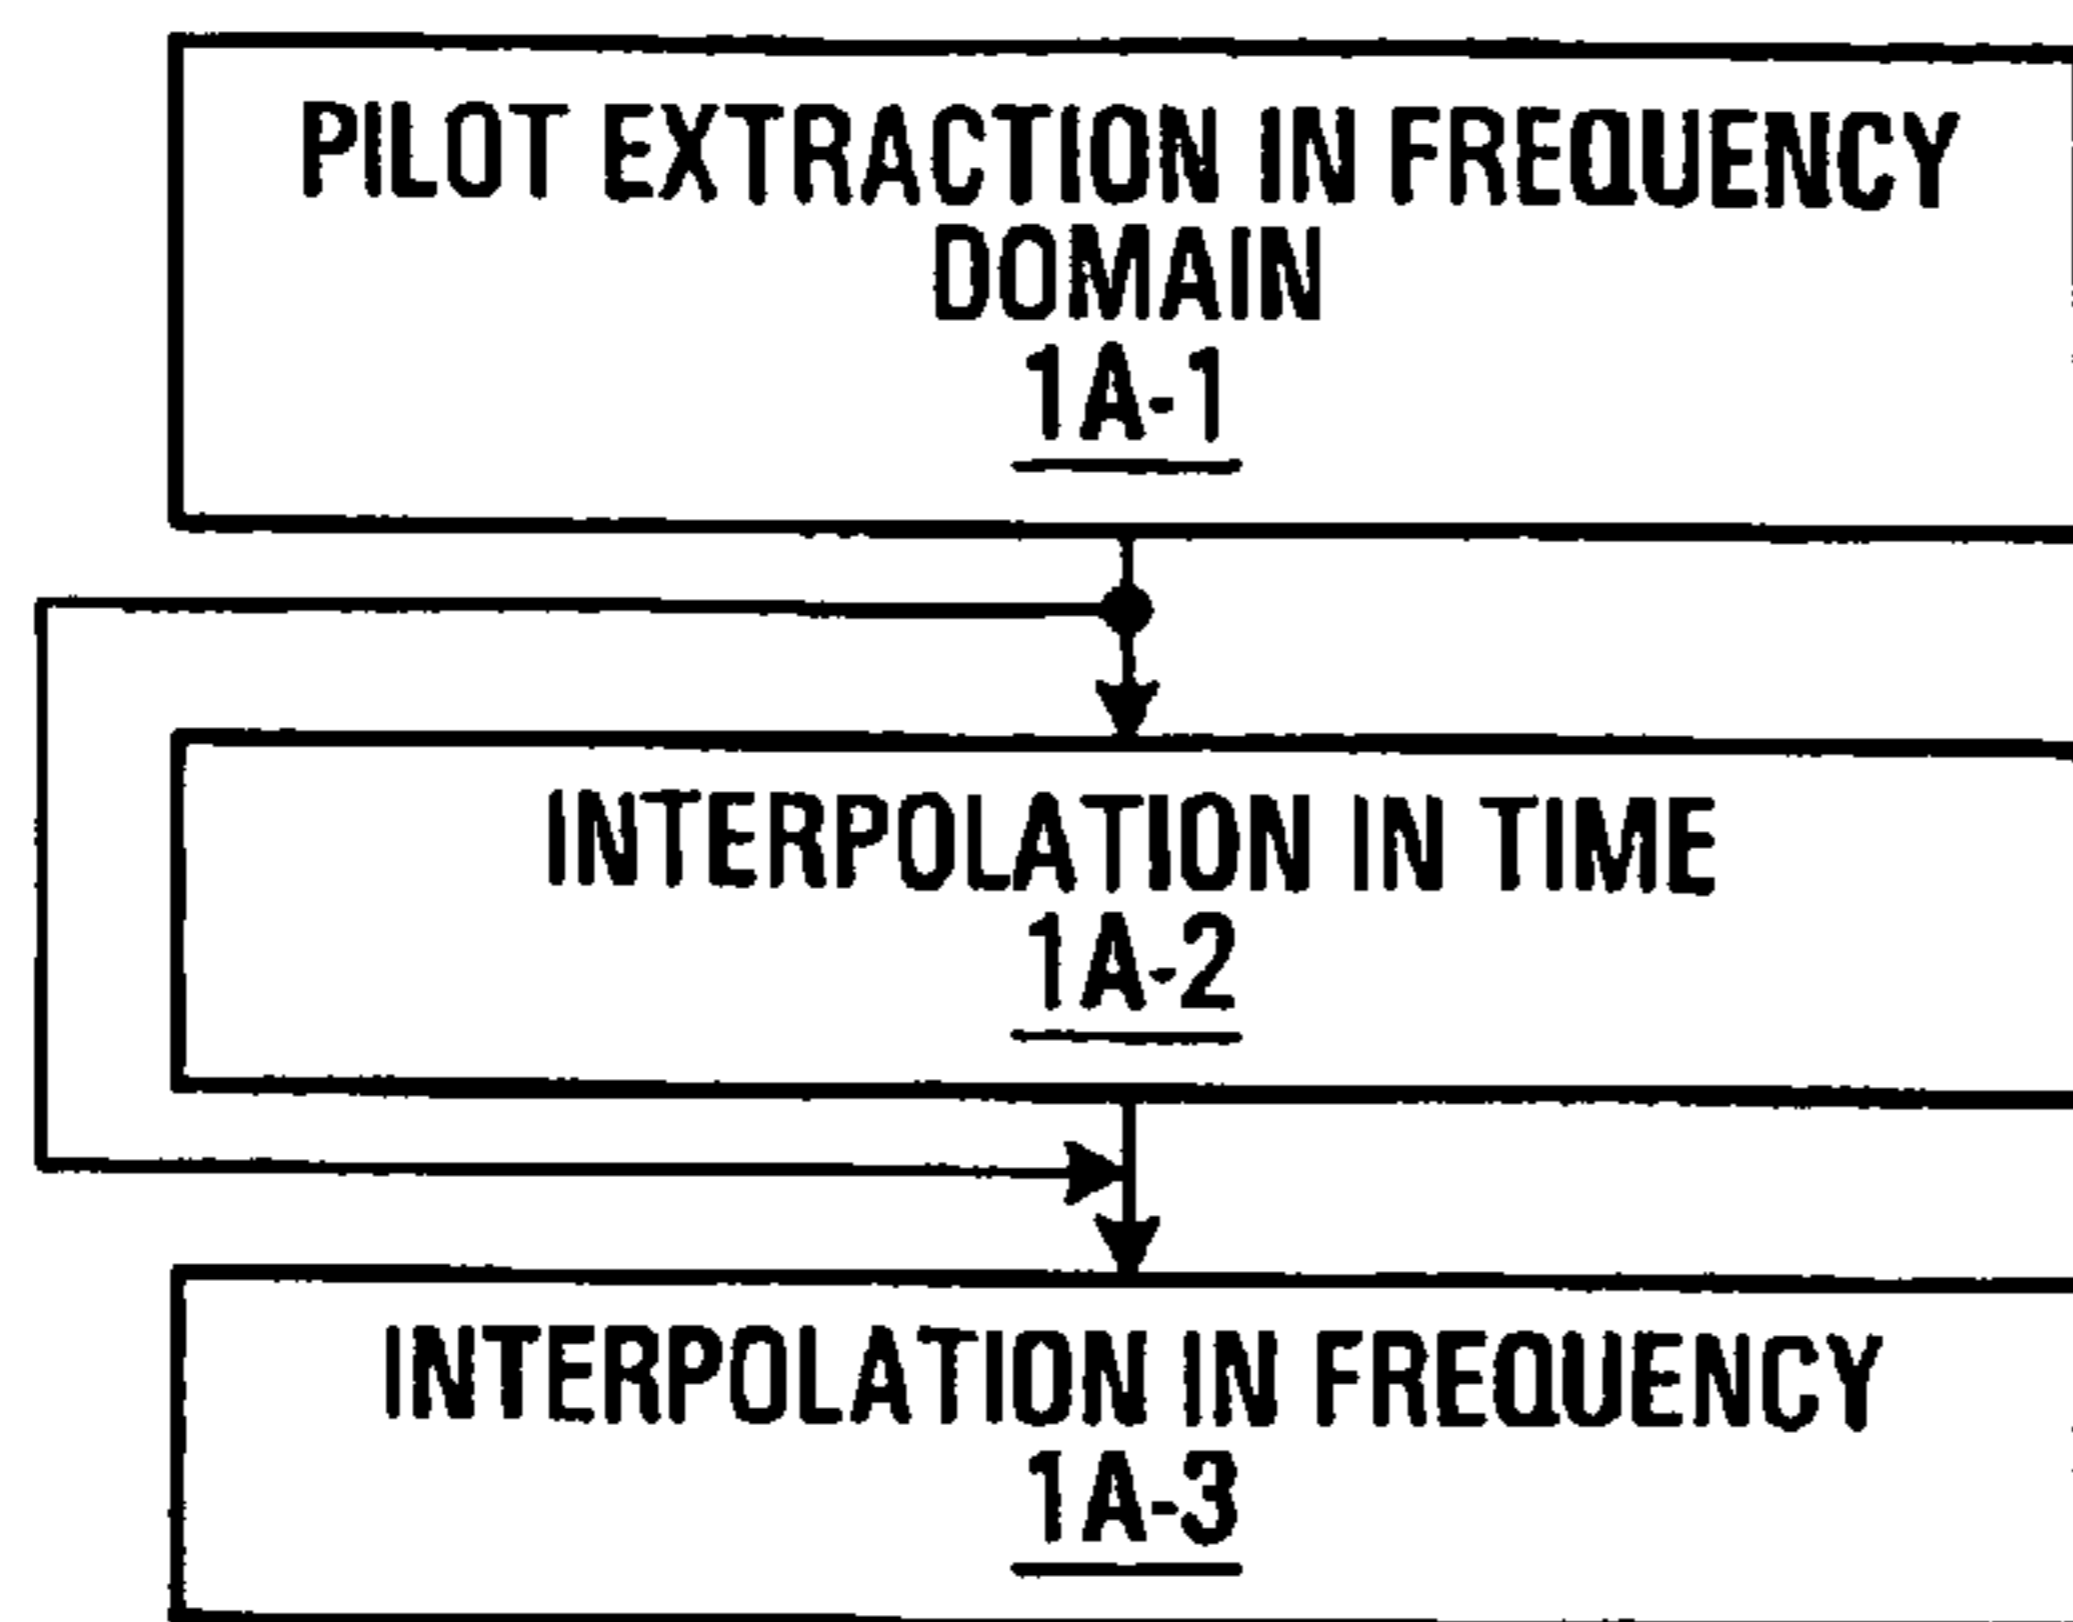 PILOT EXTRACTION IN FREQUENCY
DOMAIN
1A-1
INTERPOLATION IN TIME
1A-2
INTERPOLATION IN FREQUENCY
1A-3